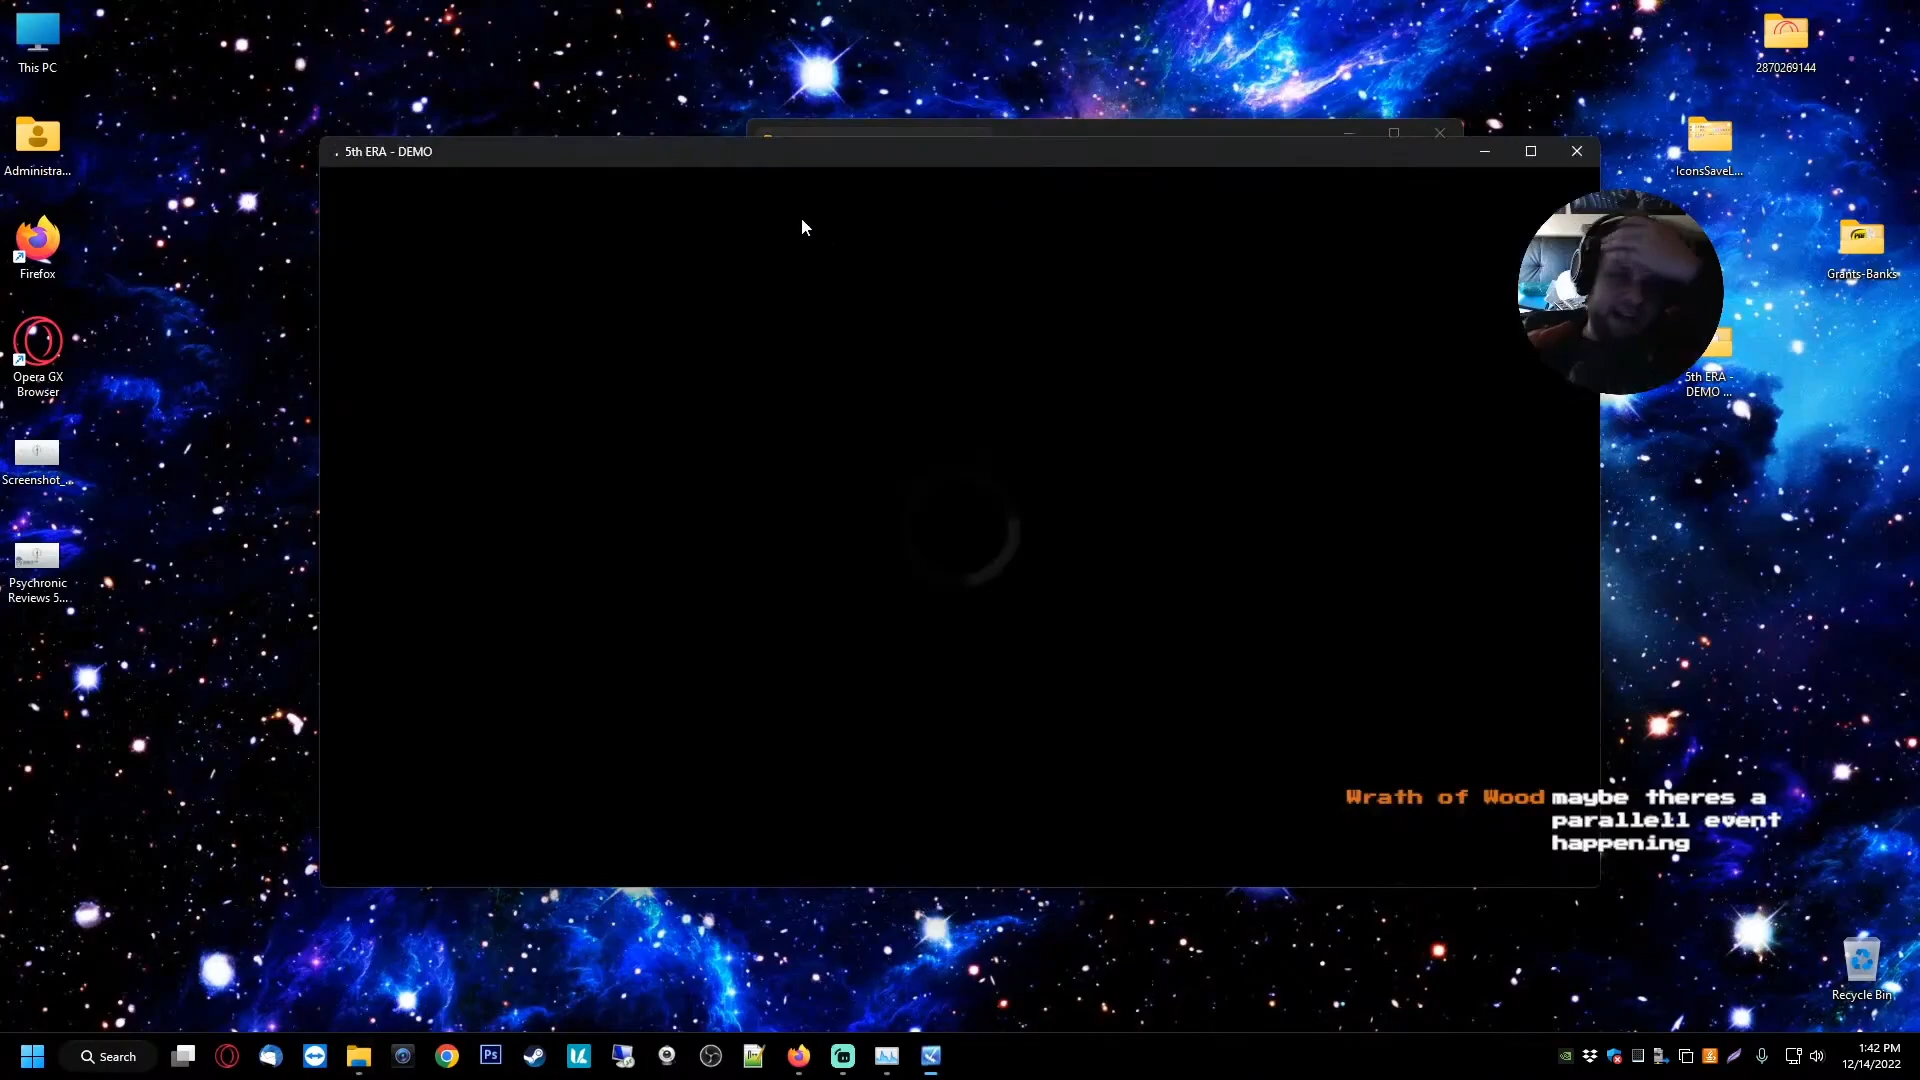 This PC
2870269144
5th ERA - DEMO
Administra...
IconsSaveL...
Firefox
Grants-Banks
Opera GX
Browser
5th ERA -
DEMO ...
Screenshot_...
Psychronic
Reviews 5...
Wrath of Wood maybe theres a
parallell event
happening
Recycle Bin
Search
Ps
1:42 PM
12/14/2022